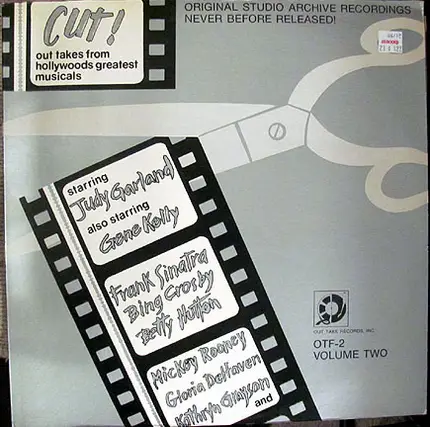 CUT!
out takes from
hollywoods greatest
musicals
ORIGINAL STUDIO ARCHIVE RECORDINGS
NEVER BEFORE RELEASED!
starring
Judy Garland
also starring
Gene Kelly
Frank Sinatra
Bing Crosby
Betty Hutton
Mickey Rooney
Gloria DeHaven
Kathryn Grayson
and
OUT TAKE RECORDS, INC
OTF-2
VOLUME TWO